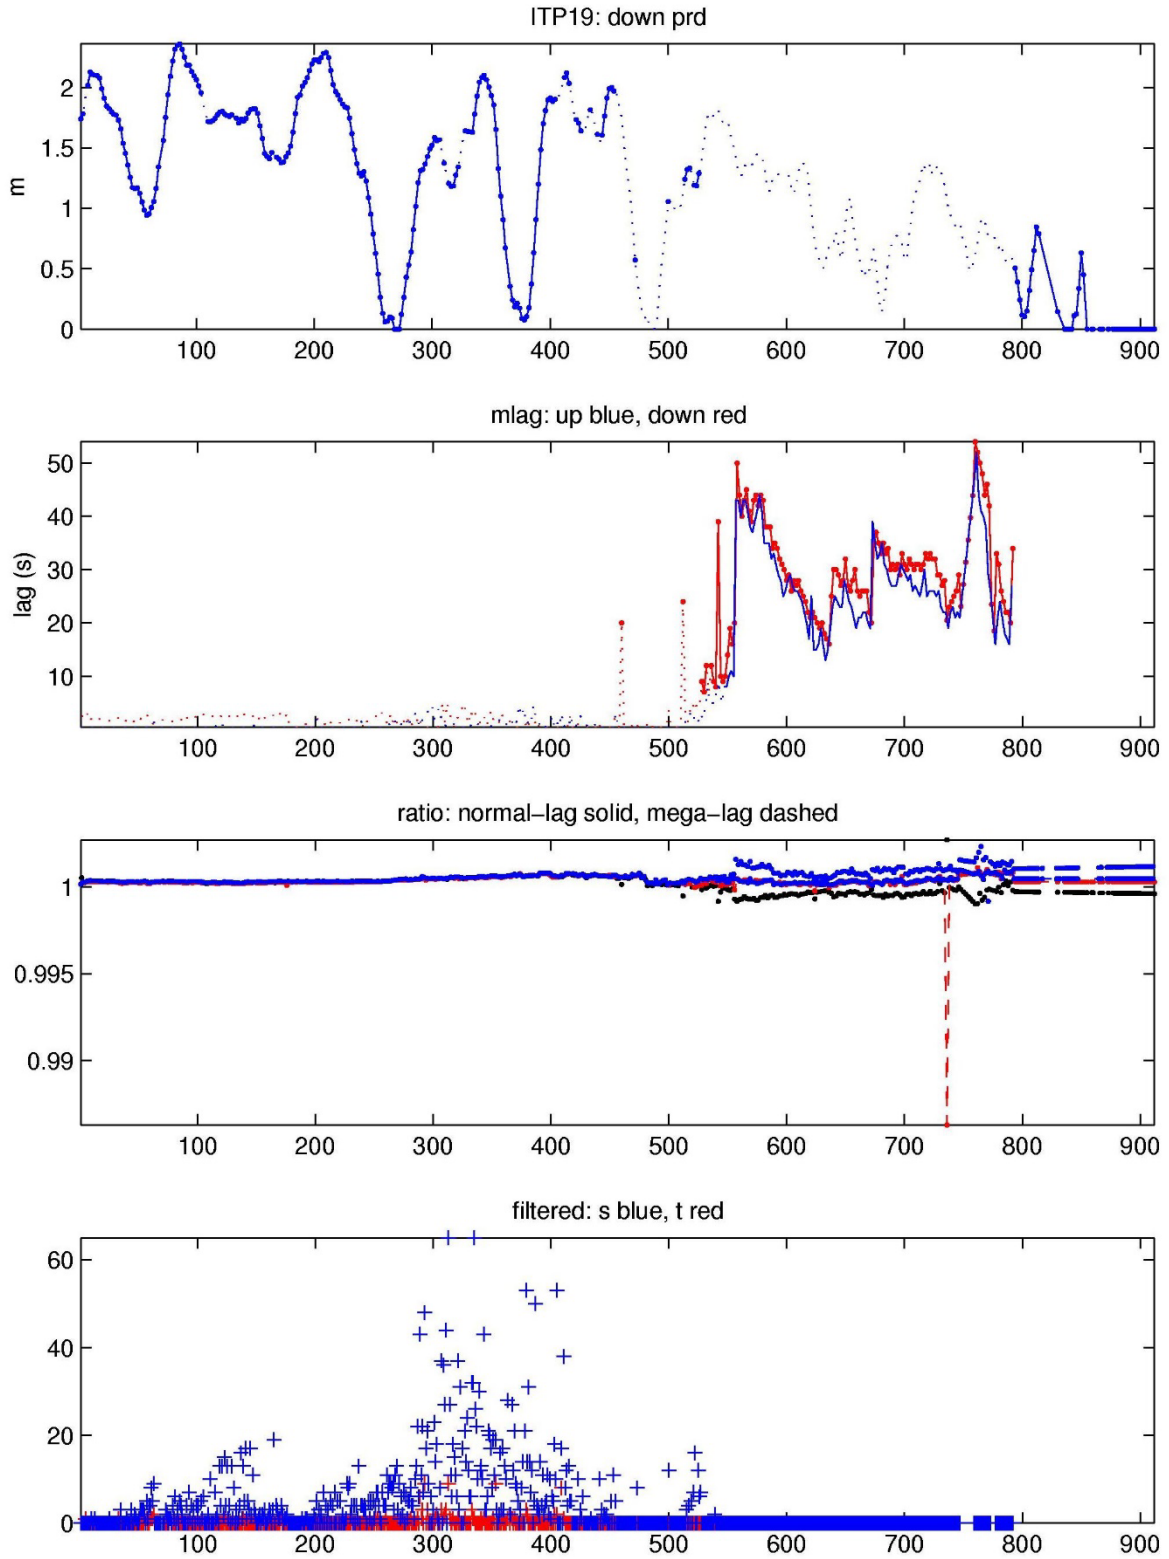 ITP19: down prd
2
1.5
1
0.5
0
m
100 200 300 400 500 600 700 800 900
mlag: up blue, down red
50
40
30
20
10
lag (s)
100 200 300 400 500 600 700 800 900
ratio: normal-lag solid, mega-lag dashed
1
0.995
0.99
100 200 300 400 500 600 700 800 900
filtered: s blue, t red
60
40
20
0
100 200 300 400 500 600 700 800 900